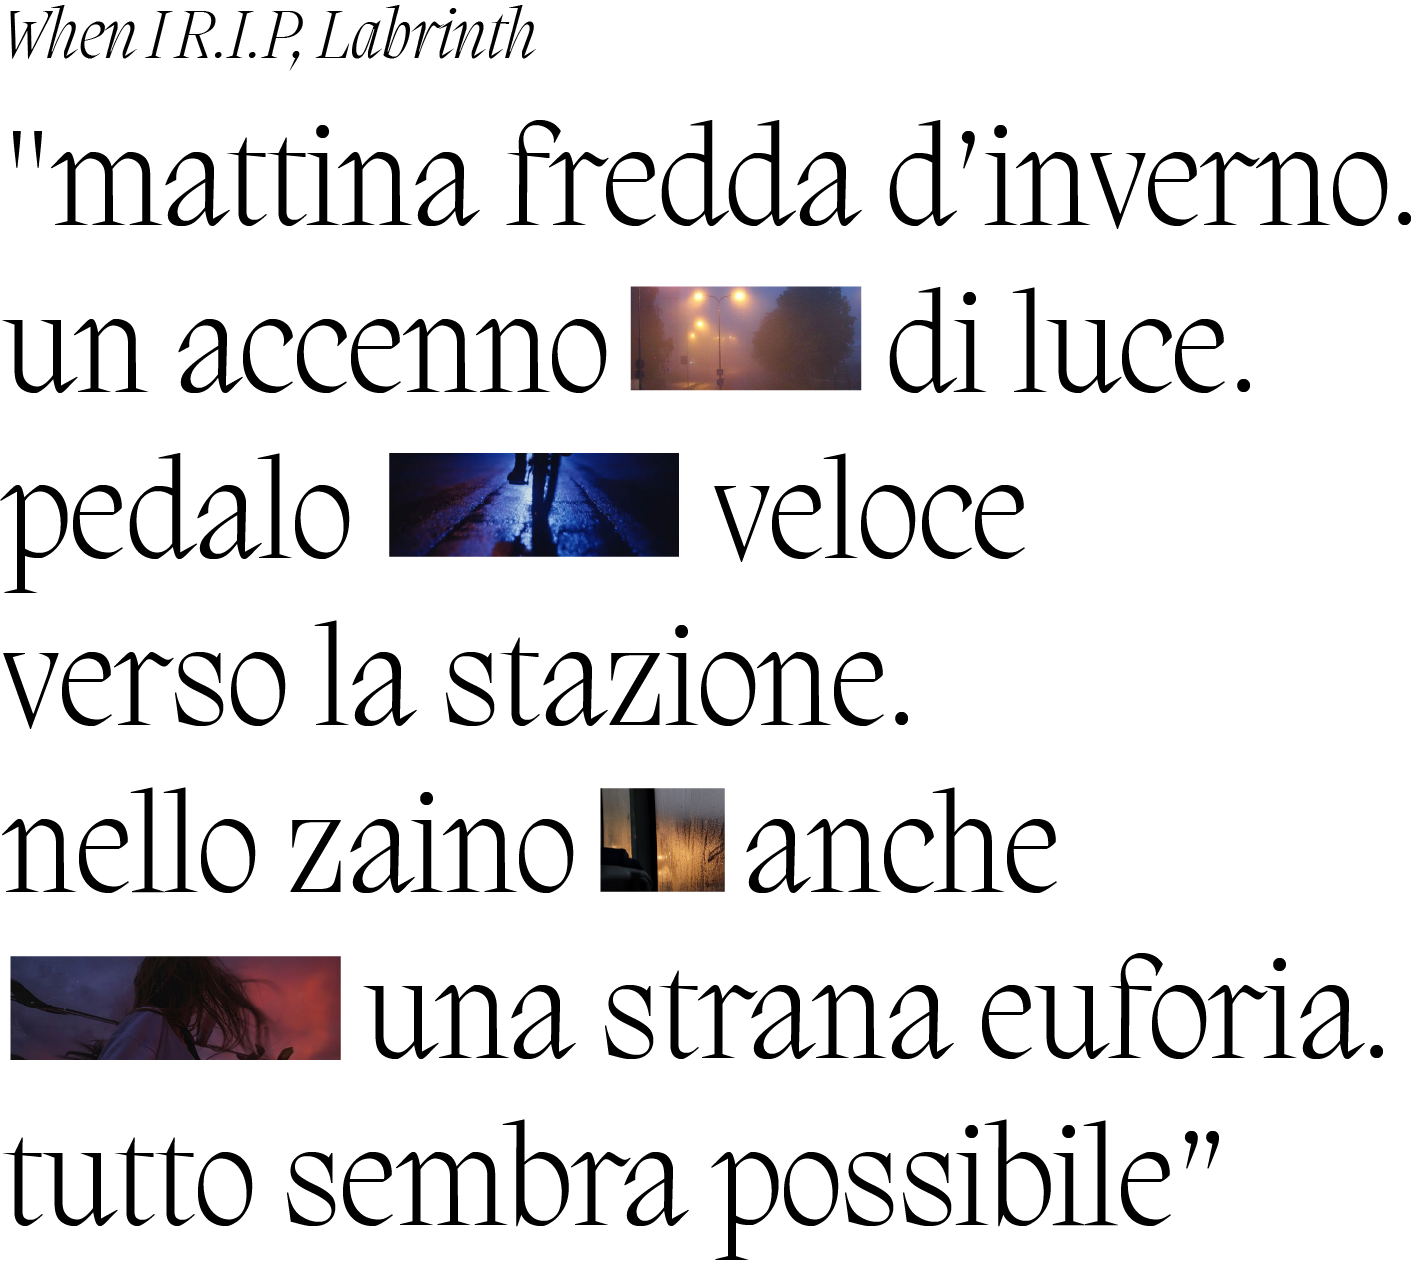 When I R.I.P, Labrinth
"mattina fredda d’inverno.
un accenno di luce.
pedalo veloce
verso la stazione.
nello zaino anche
una strana euforia.
tutto sembra possibile”